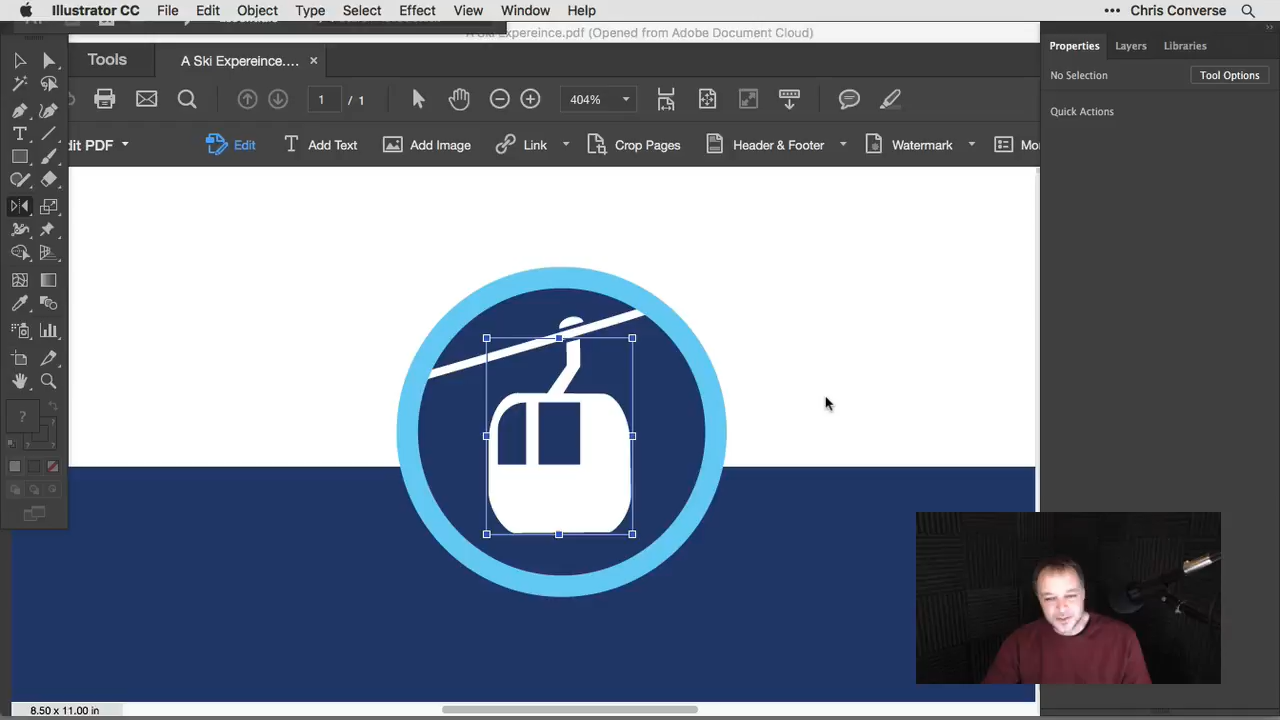 Illustrator CC File Edit Object Type Select Effect View Window Help ••• Chris Converse
A Ski Expereince.pdf (Opened from Adobe Document Cloud)
Tools A Ski Expereince.... ×
Properties Layers Libraries
No Selection Tool Options
1 / 1 404%
Quick Actions
dit PDF Edit Add Text Add Image Link Crop Pages Header & Footer Watermark Mo
?
8.50 x 11.00 in